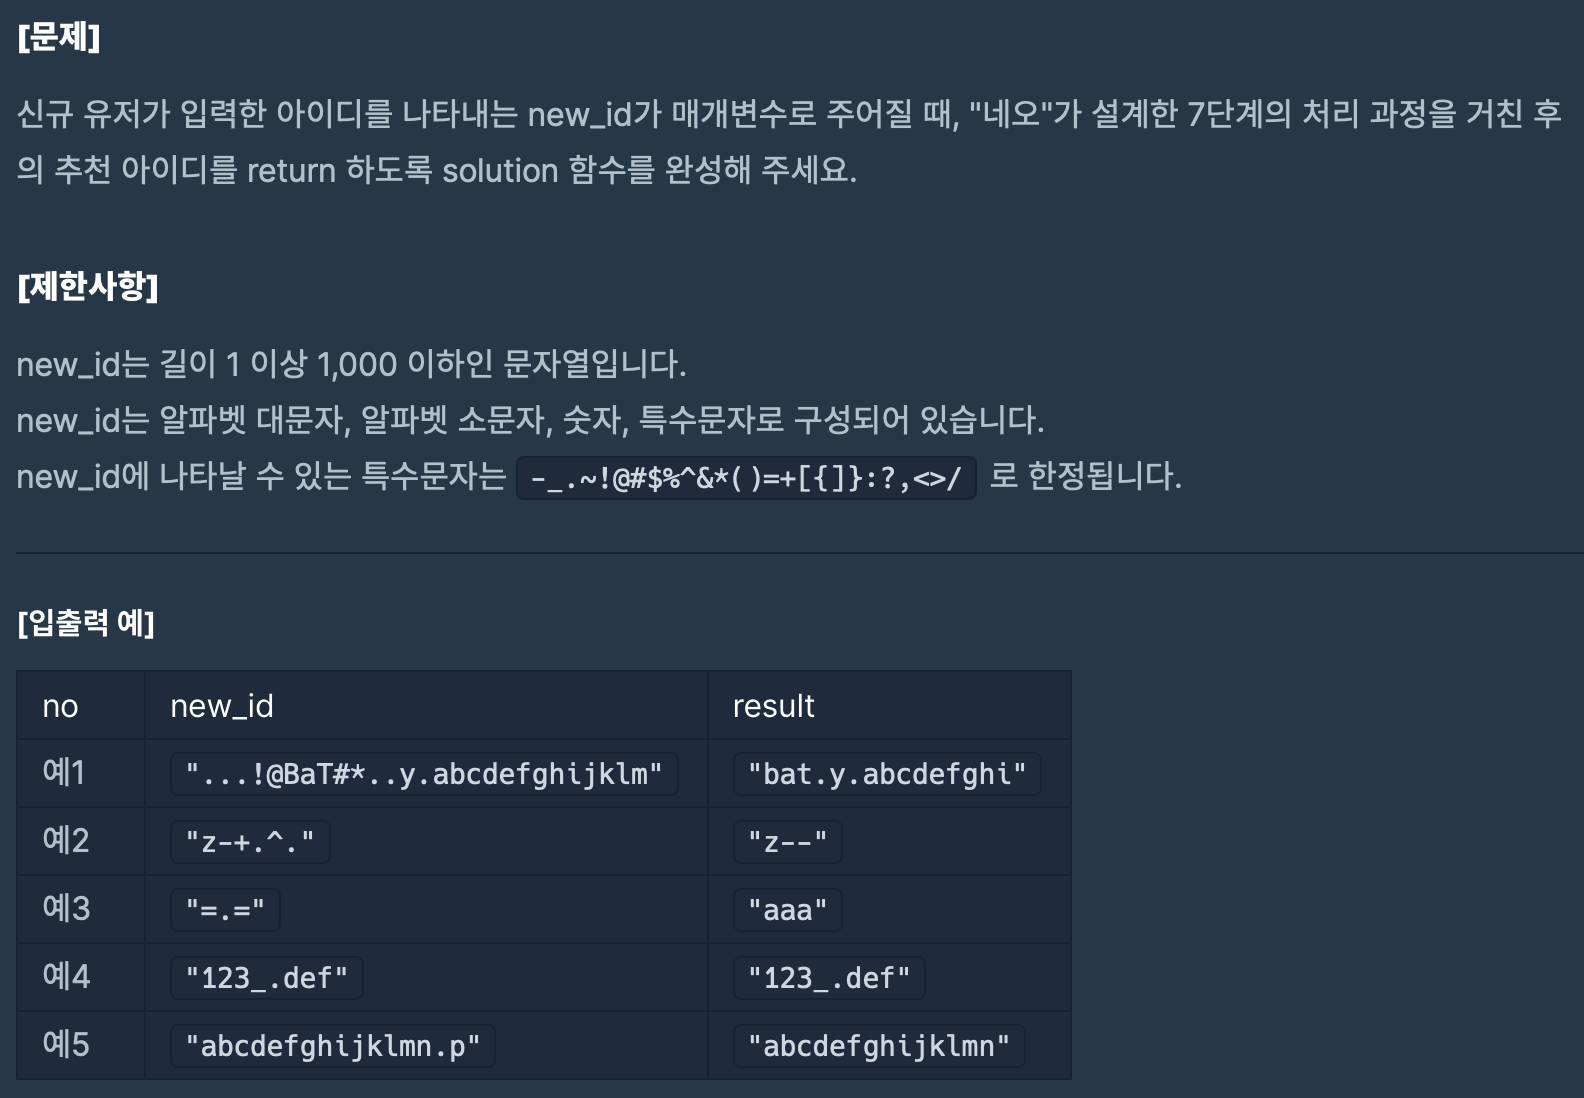 [문제]
신규 유저가 입력한 아이디를 나타내는 new_id가 매개변수로 주어질 때, "네오"가 설계한 7단계의 처리 과정을 거친 후
의 추천 아이디를 return 하도록 solution 함수를 완성해 주세요.
[제한사항]
new_id는 길이 1 이상 1,000 이하인 문자열입니다.
new_id는 알파벳 대문자, 알파벳 소문자, 숫자, 특수문자로 구성되어 있습니다.
new_id에 나타날 수 있는 특수문자는 -_.~!@#$%^&*()=+[{]}:?,<>/ 로 한정됩니다.
[입출력 예]
no new_id result
예1 "...!@BaT#*..y.abcdefghijklm" "bat.y.abcdefghi"
예2 "z-+.^." "z--"
예3 "=.=" "aaa"
예4 "123_.def" "123_.def"
예5 "abcdefghijklmn.p" "abcdefghijklmn"